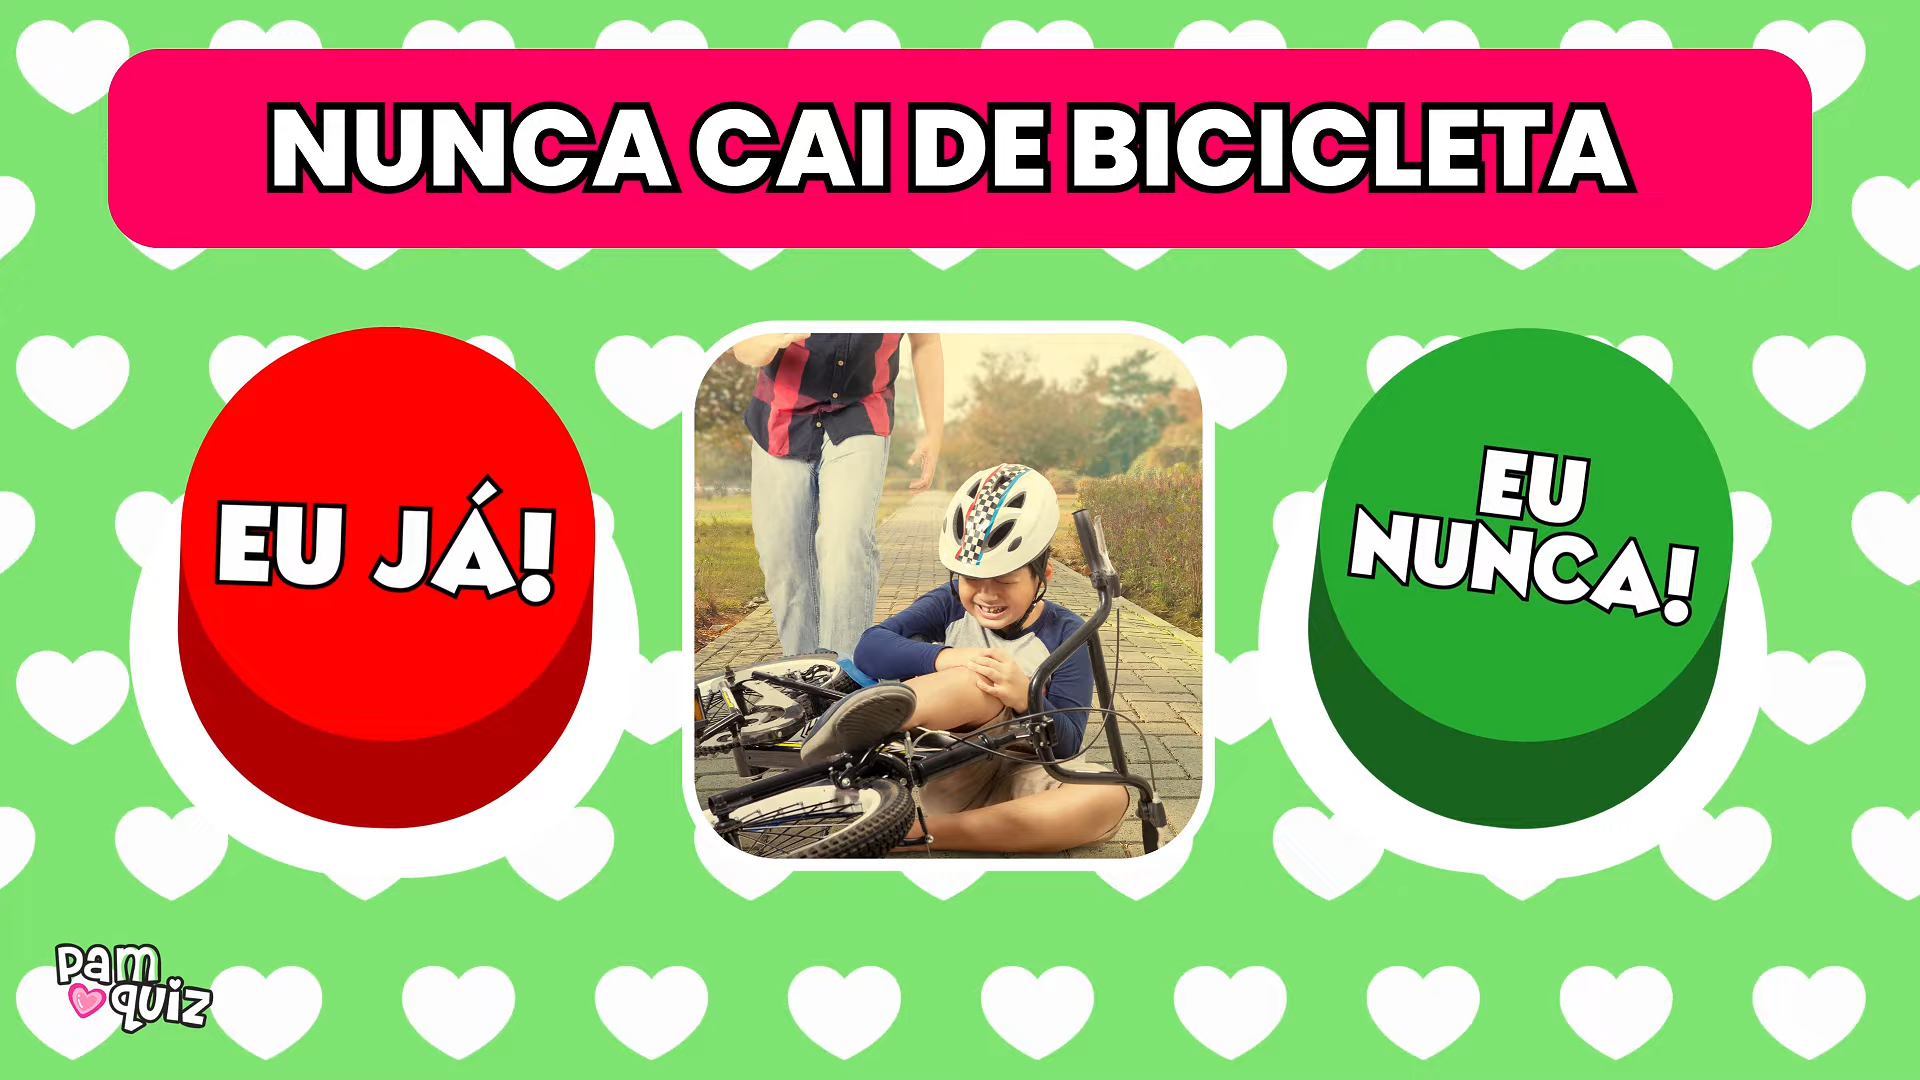 NUNCA CAI DE BICICLETA
EU JÁ!
EU
NUNCA!
pam
quiz